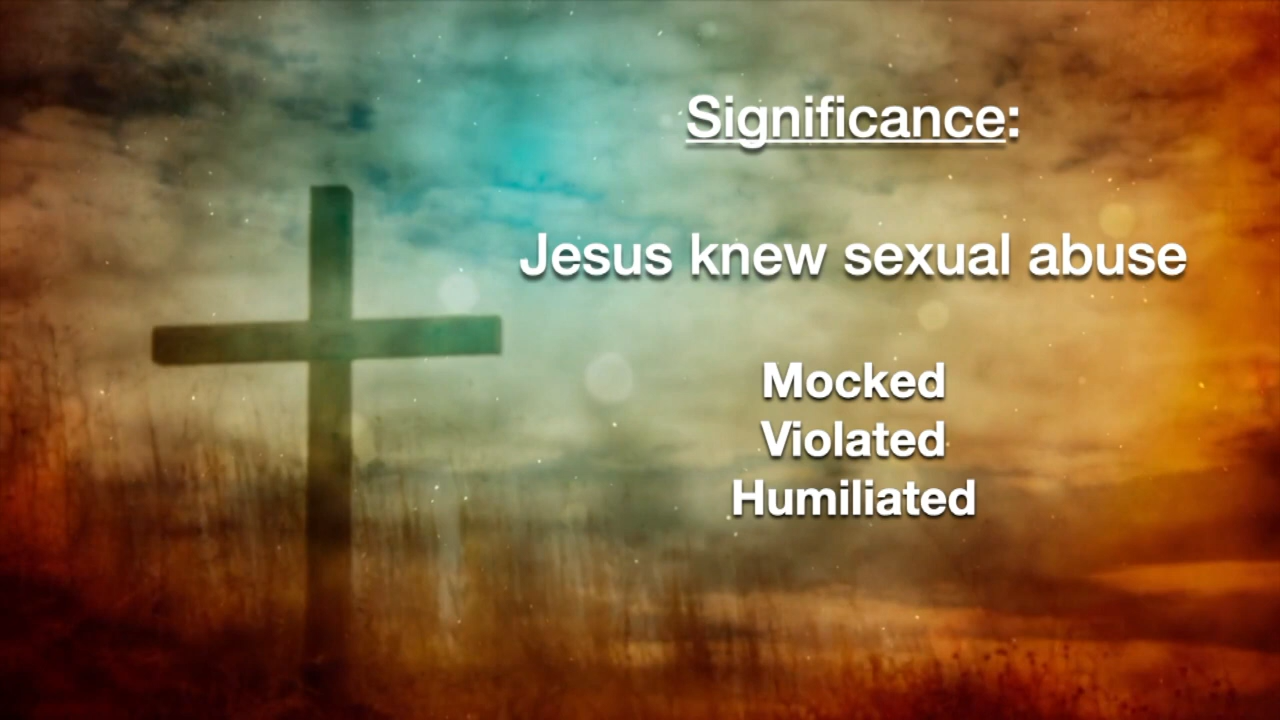 Significance:
Jesus knew sexual abuse
Mocked
Violated
Humiliated